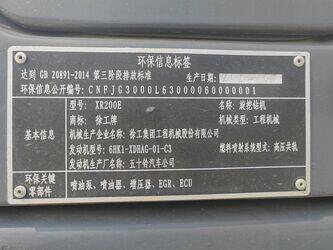 环保信息标签
达到 GB 20891-2014 第三阶段排放标准 生产日期:
环保信息公开编号: CNFJG3000L63000060000001
基本信息
型号: XR200E 名称: 旋挖钻机
商标: 徐工牌 机械类型: 工程机械
机械生产企业名称: 徐工集团工程机械股份有限公司
发动机型号: 6HK1-XDHAG-01-C3 燃料喷射系统型式: 高压共轨
发动机生产厂名称: 五十铃汽车公司
环保关键
零部件
喷油泵、喷油器、增压器、EGR、ECU